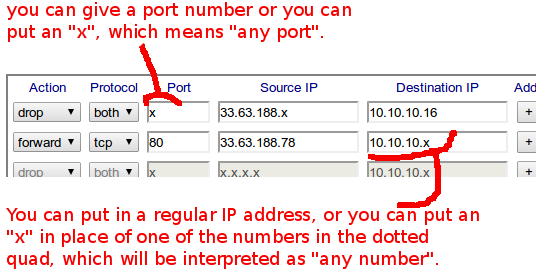 you can give a port number or you can
put an "x", which means "any port".
Action Protocol Port Source IP Destination IP Add
drop both x 33.63.188.x 10.10.10.16 +
forward tcp 80 33.63.188.78 10.10.10.x +
drop both x x.x.x.x 10.10.10.x +
You can put in a regular IP address, or you can put an
"x" in place of one of the numbers in the dotted
quad, which will be interpreted as "any number".